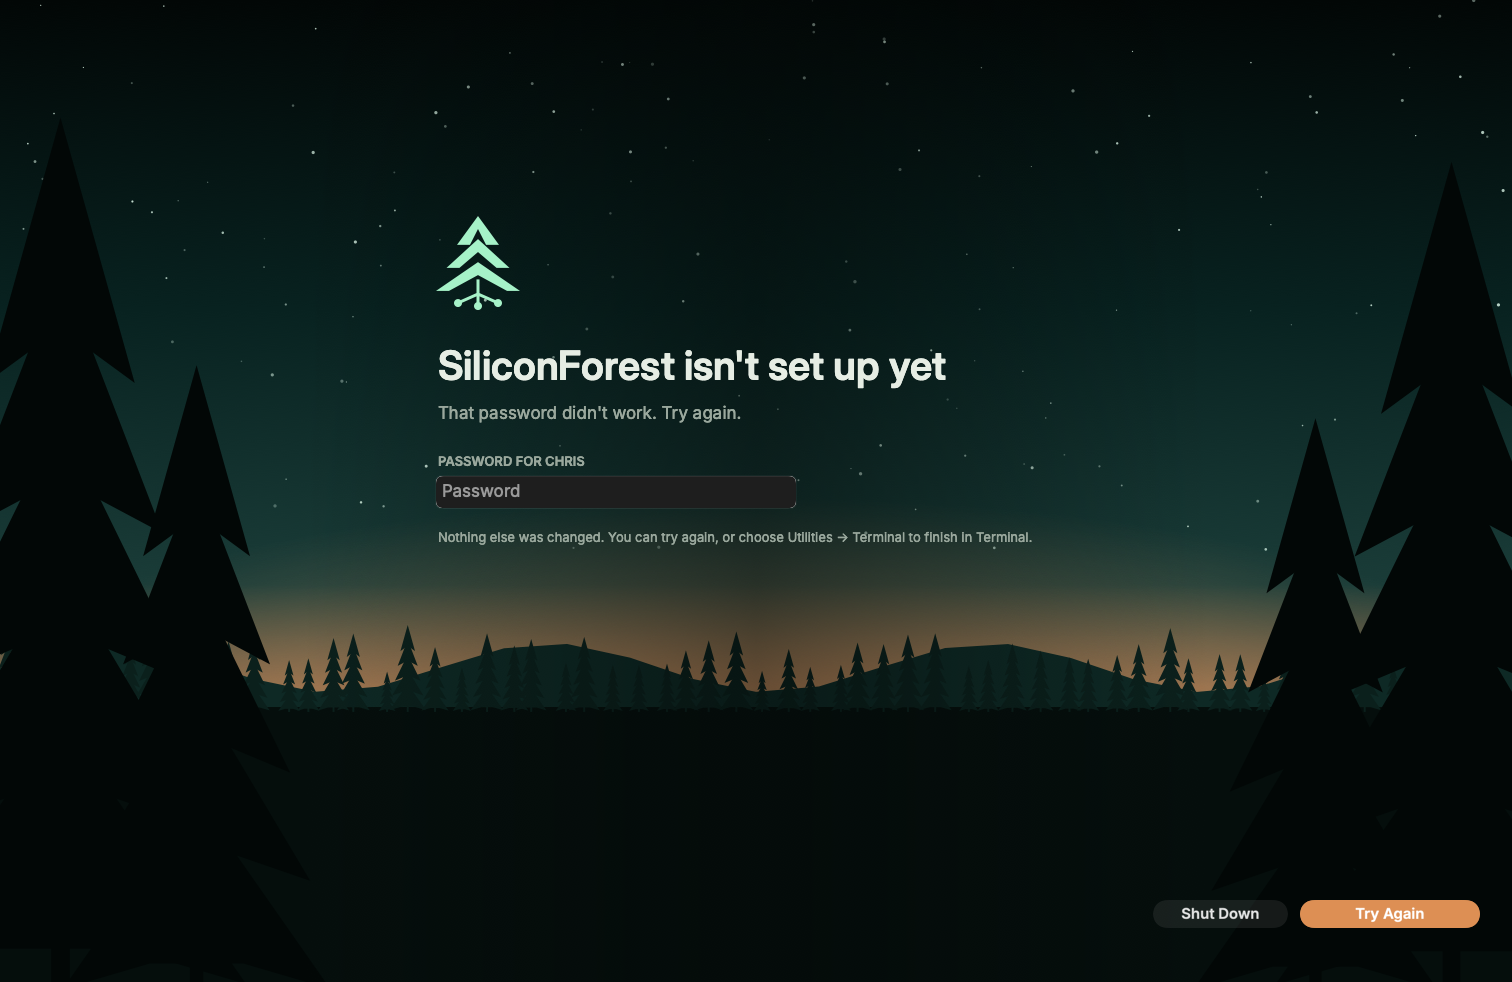 SiliconForest isn't set up yet
That password didn't work. Try again.
PASSWORD FOR CHRIS
Password
Nothing else was changed. You can try again, or choose Utilities → Terminal to finish in Terminal.
Shut Down
Try Again